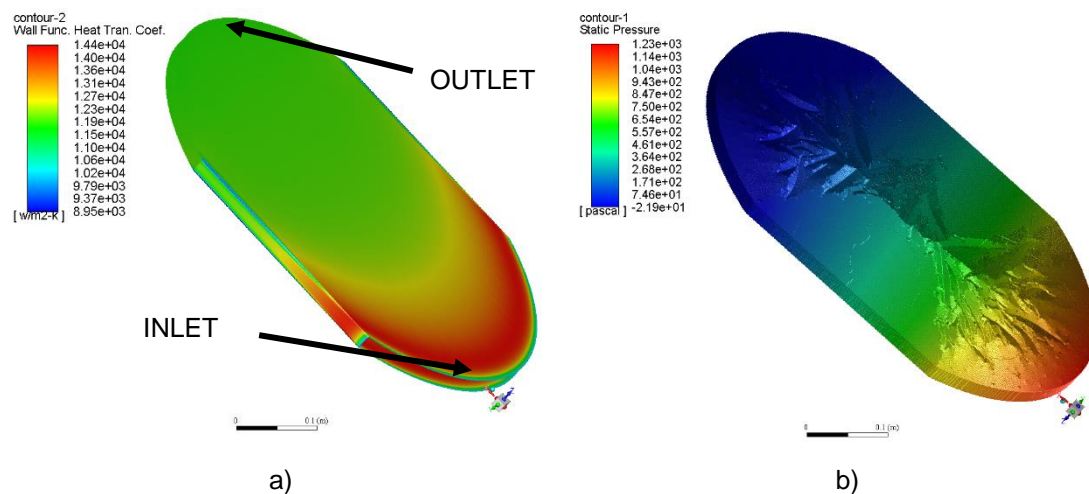 contour-2
Wall Func. Heat Tran. Coef.
1.44e+04
1.40e+04
1.36e+04
1.31e+04
1.27e+04
1.23e+04
1.19e+04
1.15e+04
1.10e+04
1.06e+04
1.02e+04
9.79e+03
9.37e+03
8.95e+03
[ w/m2-k ]
OUTLET
INLET
0 0.1 (m)
a)
contour-1
Static Pressure
1.23e+03
1.14e+03
1.04e+03
9.43e+02
8.47e+02
7.50e+02
6.54e+02
5.57e+02
4.61e+02
3.64e+02
2.68e+02
1.71e+02
7.46e+01
-2.19e+01
[ pascal ]
0 0.1 (m)
b)